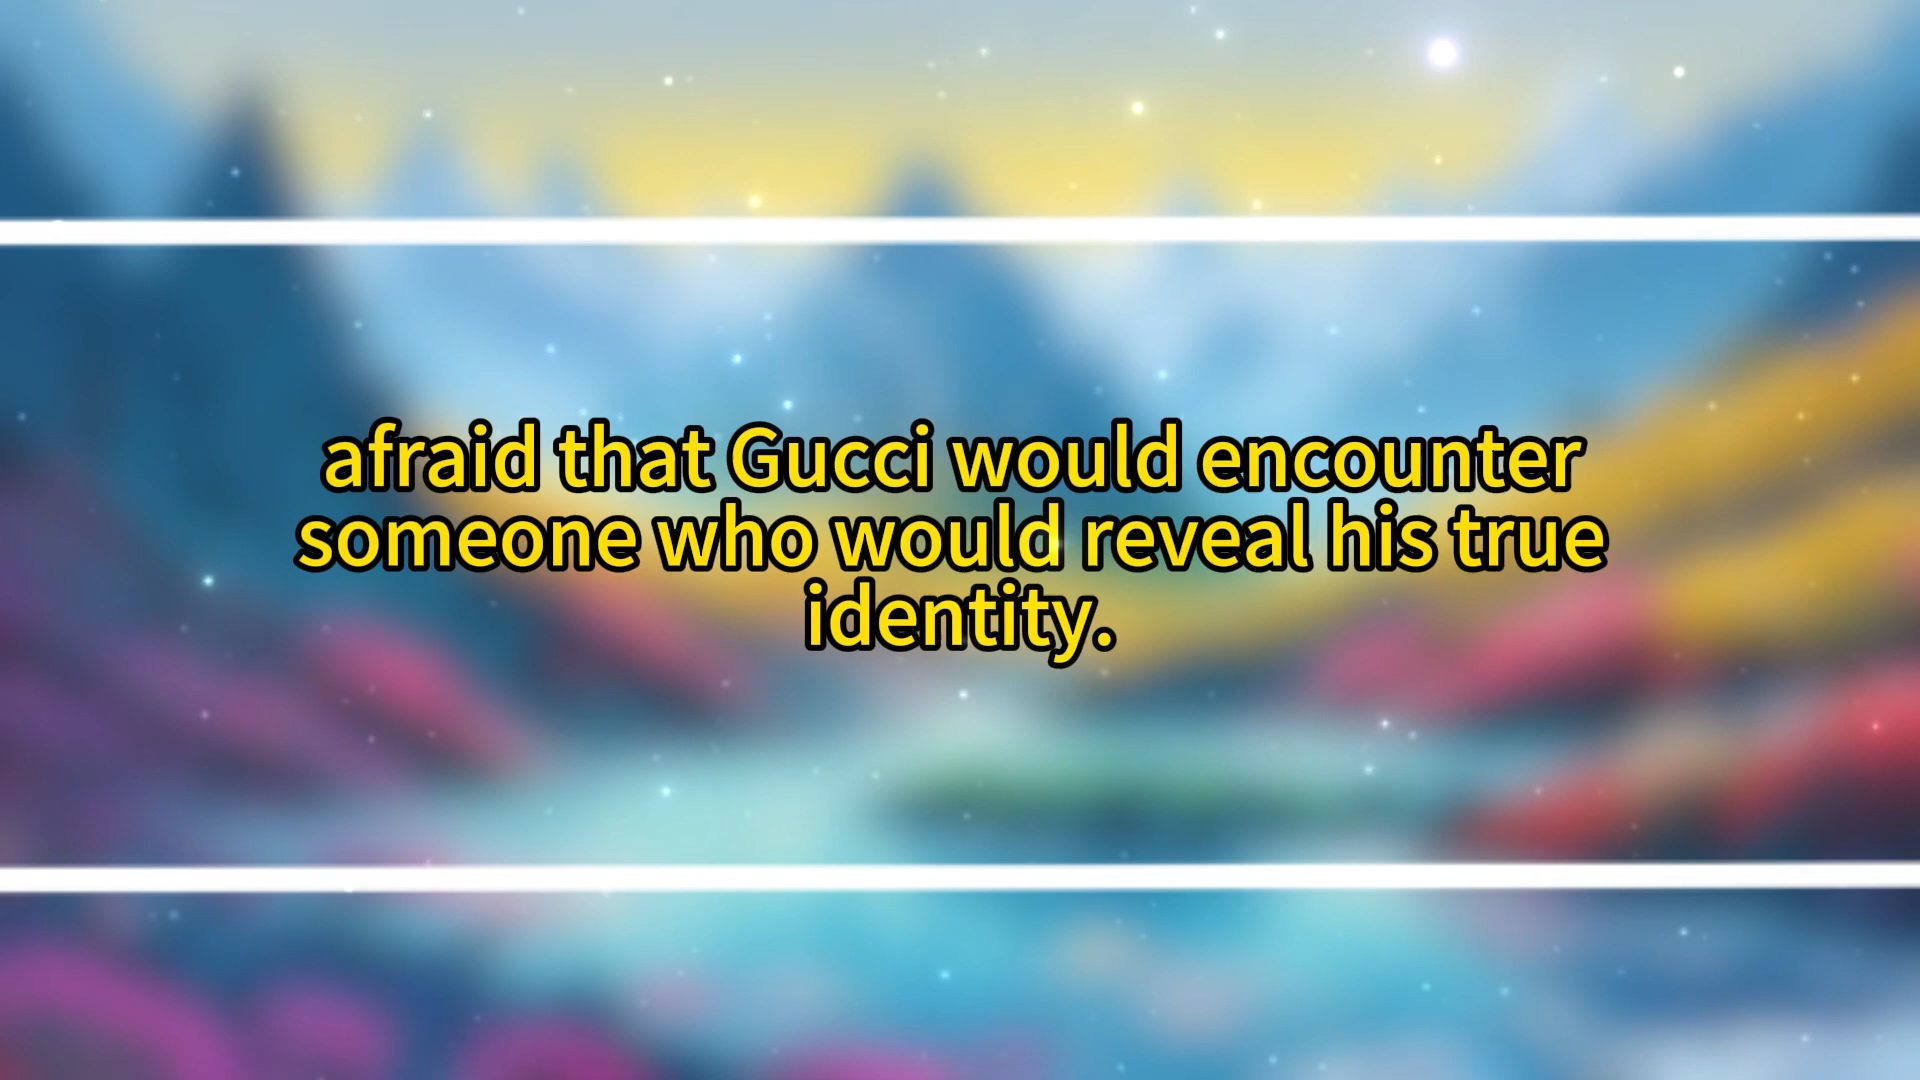 afraid that Gucci would encounter
someone who would reveal his true
identity.